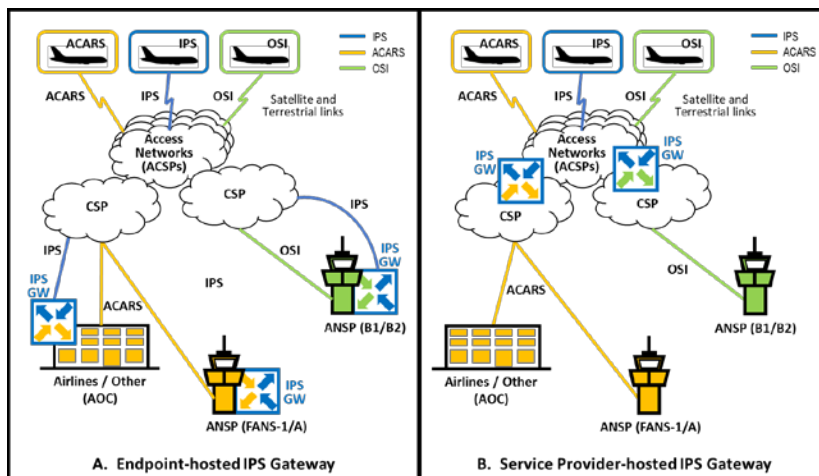 ACARS
IPS
OSI
IPS
ACARS
OSI
ACARS
IPS
OSI
Satellite and
Terrestrial links
Access
Networks
(ACSPs)
CSP
CSP
IPS
IPS
OSI
IPS
GW
IPS
IPS
GW
ACARS
ANSP (B1/B2)
IPS
GW
Airlines / Other
(AOC)
ANSP (FANS-1/A)
A. Endpoint-hosted IPS Gateway
ACARS
IPS
OSI
IPS
ACARS
OSI
ACARS
IPS
OSI
Satellite and
Terrestrial links
Access
Networks
(ACSPs)
IPS
GW
IPS
GW
CSP
CSP
OSI
ACARS
ANSP (B1/B2)
Airlines / Other
(AOC)
ANSP (FANS-1/A)
B. Service Provider-hosted IPS Gateway